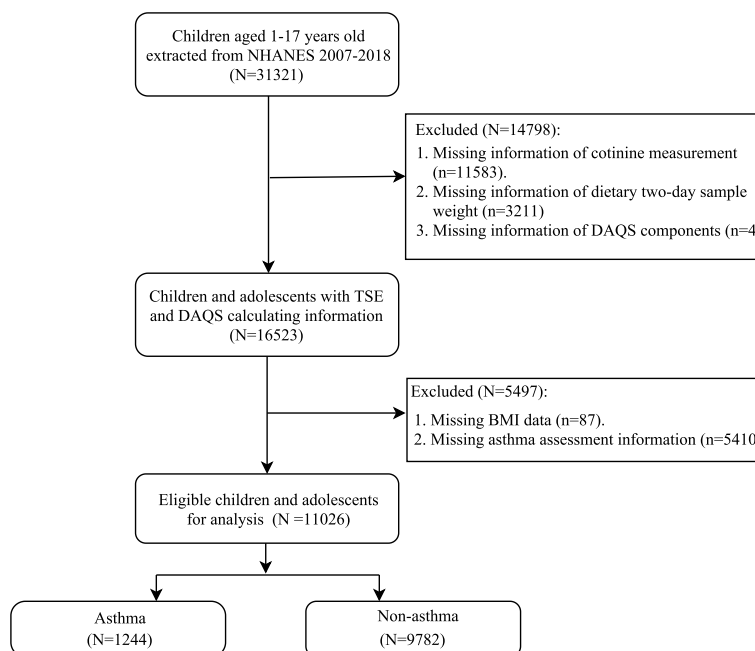 Children aged 1-17 years old
extracted from NHANES 2007-2018
(N=31321)
Excluded (N=14798):
1. Missing information of cotinine measurement
(n=11583).
2. Missing information of dietary two-day sample
weight (n=3211)
3. Missing information of DAQS components (n=4
Children and adolescents with TSE
and DAQS calculating information
(N=16523)
Excluded (N=5497):
1. Missing BMI data (n=87).
2. Missing asthma assessment information (n=5410
Eligible children and adolescents
for analysis (N =11026)
Asthma
(N=1244)
Non-asthma
(N=9782)